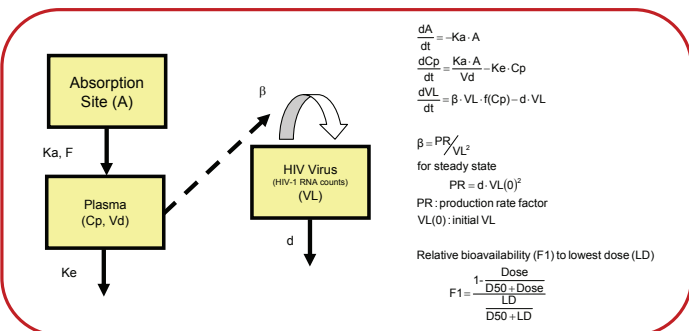 Absorption
Site (A)
Ka, F
Plasma
(Cp, Vd)
Ke
β
HIV Virus
(HIV-1 RNA counts)
(VL)
d
dA/dt = –Ka·A
dCp/dt = Ka·A/Vd – Ke·Cp
dVL/dt = β·VL·f(Cp) – d·VL
β = PR/VL²
for steady state
PR = d·VL(0)²
PR : production rate factor
VL(0) : initial VL
Relative bioavailability (F1) to lowest dose (LD)
F1 = (1- Dose/(D50 + Dose))/(LD/(D50 + LD))